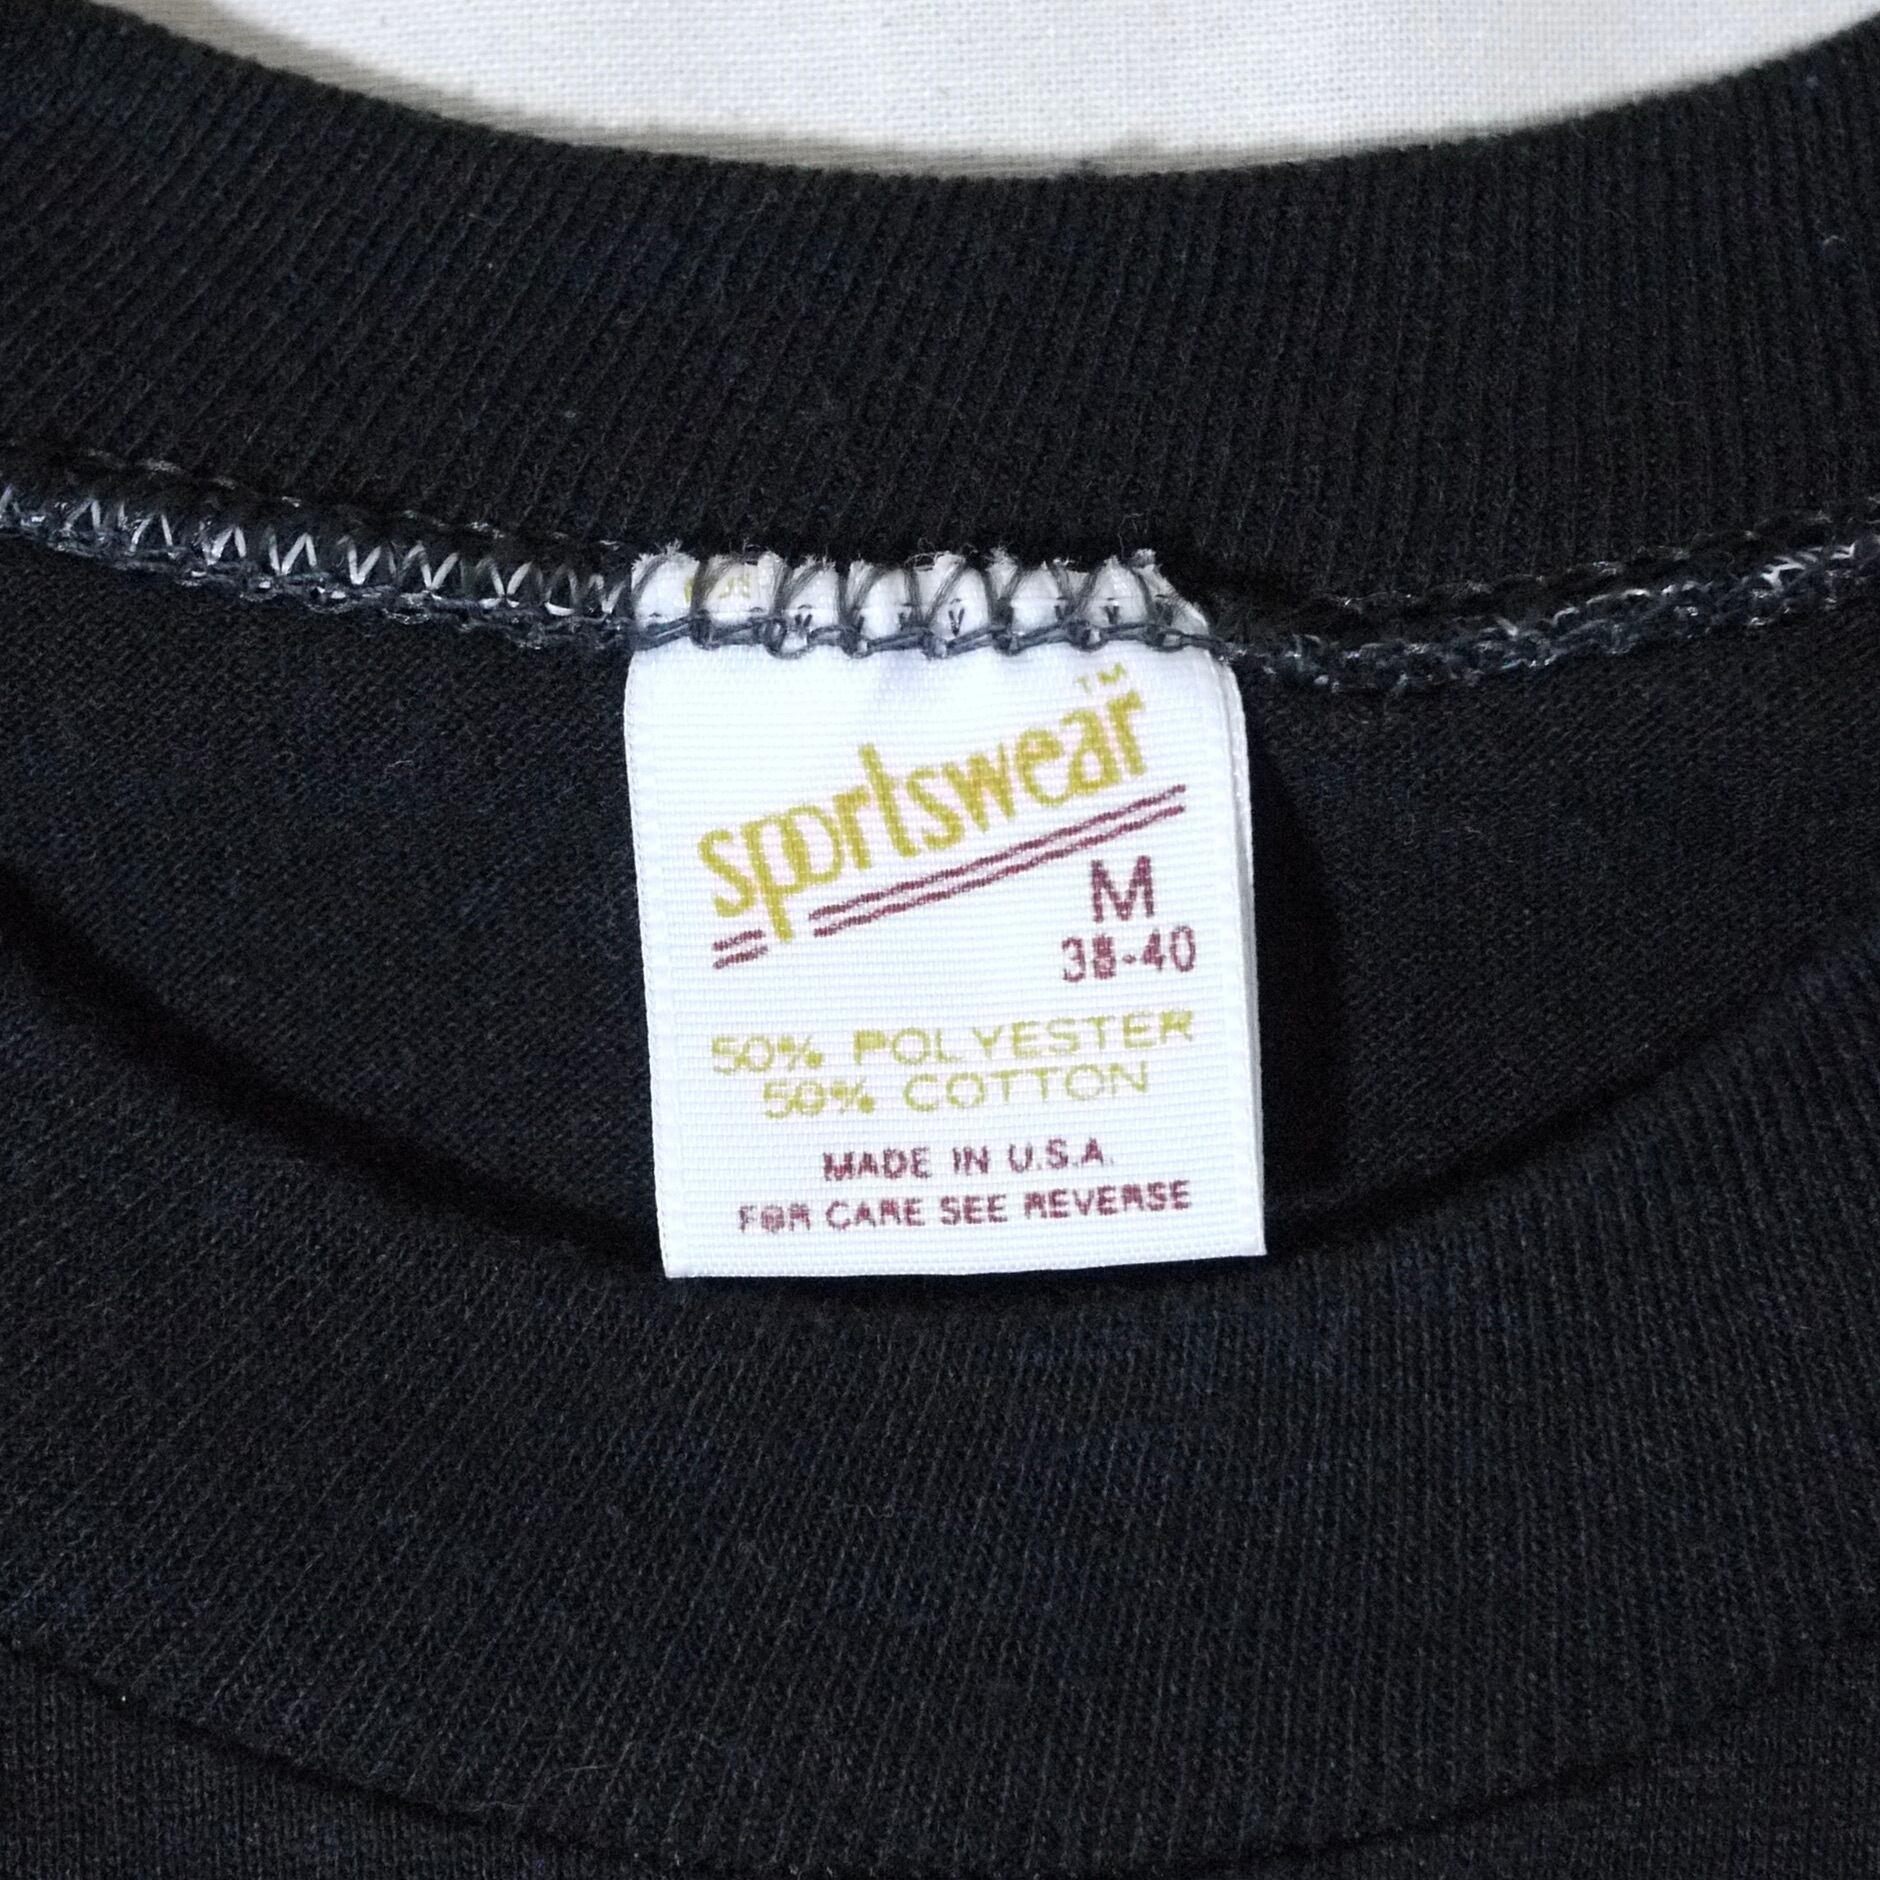 sportswear™
M
38-40
50% POLYESTER
50% COTTON
MADE IN U.S.A.
FOR CARE SEE REVERSE